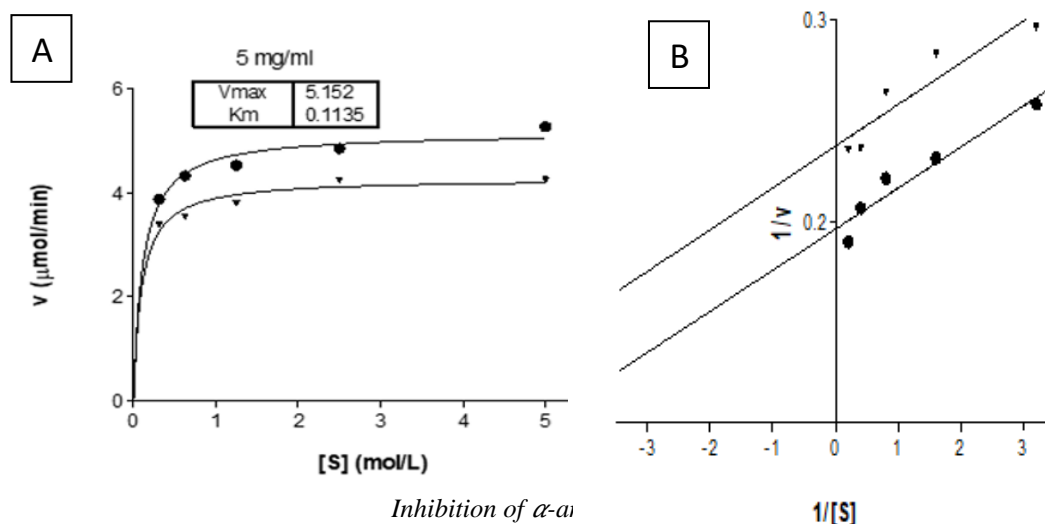 A
5 mg/ml
Vmax 5.152
Km 0.1135
6
4
2
0
v (μmol/min)
0 1 2 3 4 5
[S] (mol/L)
B
0.3
0.2
1/v
-3 -2 -1 0 1 2 3
1/[S]
Inhibition of α-